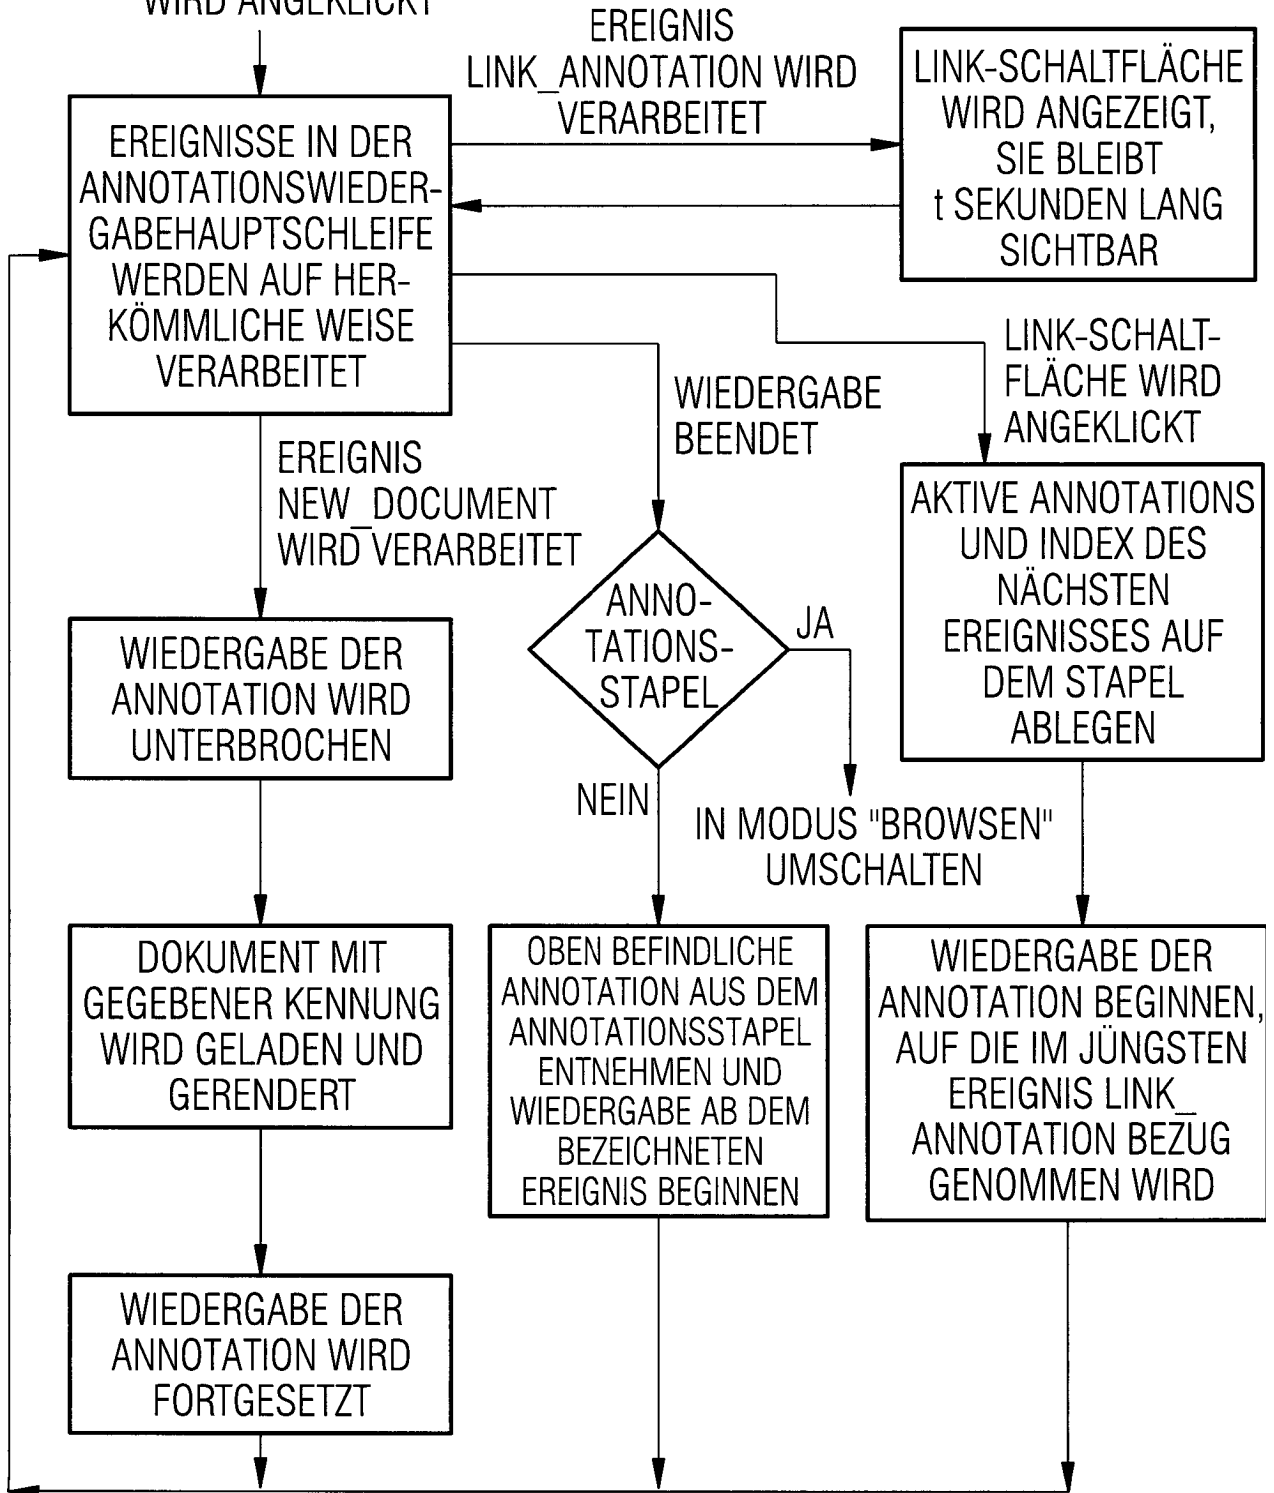 WIRD ANGEKLICKT
EREIGNIS
LINK_ANNOTATION WIRD
VERARBEITET
LINK-SCHALTFLÄCHE
WIRD ANGEZEIGT,
SIE BLEIBT
t SEKUNDEN LANG
SICHTBAR
EREIGNISSE IN DER
ANNOTATIONSWIEDER-
GABEHAUPTSCHLEIFE
WERDEN AUF HER-
KÖMMLICHE WEISE
VERARBEITET
LINK-SCHALT-
FLÄCHE WIRD
ANGEKLICKT
WIEDERGABE
BEENDET
EREIGNIS
NEW_DOCUMENT
WIRD VERARBEITET
AKTIVE ANNOTATIONS
UND INDEX DES
NÄCHSTEN
EREIGNISSES AUF
DEM STAPEL
ABLEGEN
ANNO-
TATIONS-
STAPEL
JA
NEIN
WIEDERGABE DER
ANNOTATION WIRD
UNTERBROCHEN
IN MODUS "BROWSEN"
UMSCHALTEN
DOKUMENT MIT
GEGEBENER KENNUNG
WIRD GELADEN UND
GERENDERT
OBEN BEFINDLICHE
ANNOTATION AUS DEM
ANNOTATIONSSTAPEL
ENTNEHMEN UND
WIEDERGABE AB DEM
BEZEICHNETEN
EREIGNIS BEGINNEN
WIEDERGABE DER
ANNOTATION BEGINNEN,
AUF DIE IM JÜNGSTEN
EREIGNIS LINK_
ANNOTATION BEZUG
GENOMMEN WIRD
WIEDERGABE DER
ANNOTATION WIRD
FORTGESETZT